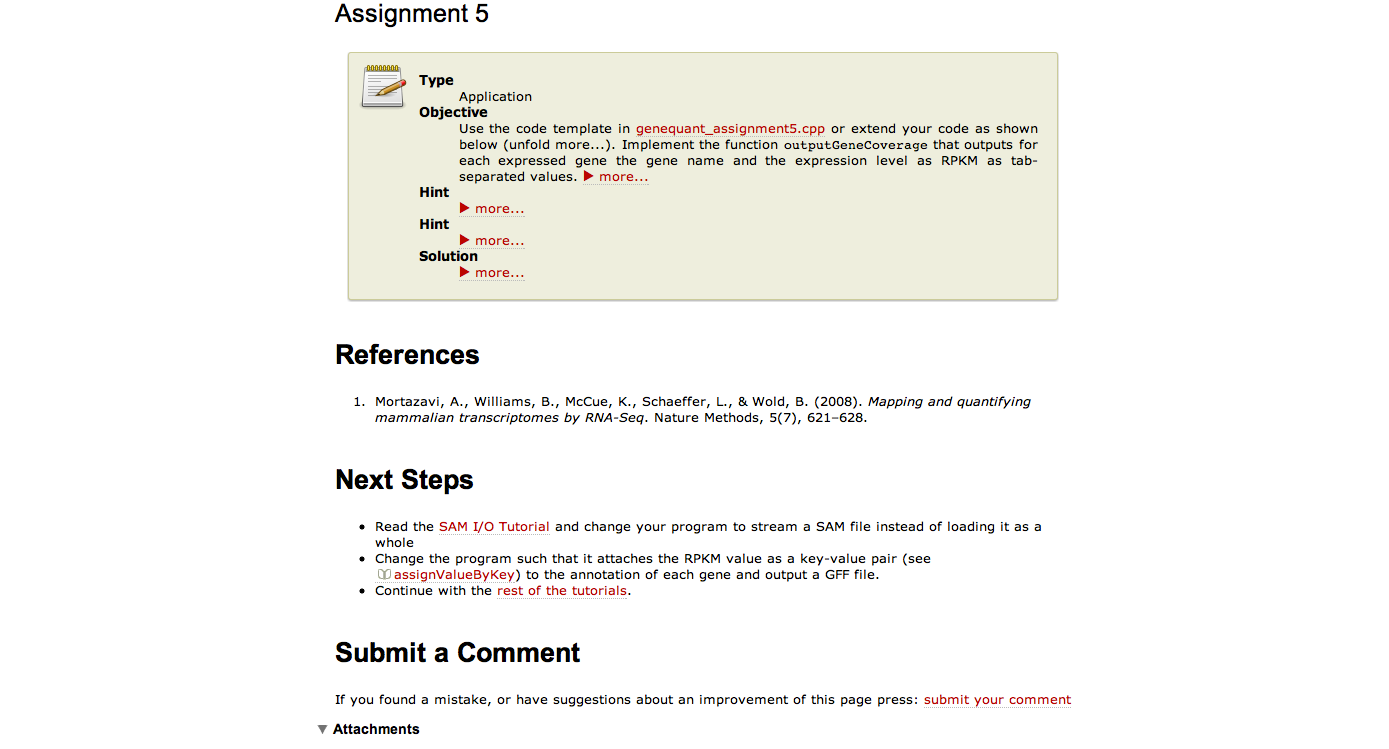 Assignment 5
Type
Application
Objective
Use the code template in genequant_assignment5.cpp or extend your code as shown
below (unfold more...). Implement the function outputGeneCoverage that outputs for
each expressed gene the gene name and the expression level as RPKM as tab-
separated values. ▶ more...
Hint
▶ more...
Hint
▶ more...
Solution
▶ more...
References
1. Mortazavi, A., Williams, B., McCue, K., Schaeffer, L., & Wold, B. (2008). Mapping and quantifying
mammalian transcriptomes by RNA-Seq. Nature Methods, 5(7), 621–628.
Next Steps
• Read the SAM I/O Tutorial and change your program to stream a SAM file instead of loading it as a
whole
• Change the program such that it attaches the RPKM value as a key-value pair (see
assignValueByKey) to the annotation of each gene and output a GFF file.
• Continue with the rest of the tutorials.
Submit a Comment
If you found a mistake, or have suggestions about an improvement of this page press: submit your comment
▼ Attachments